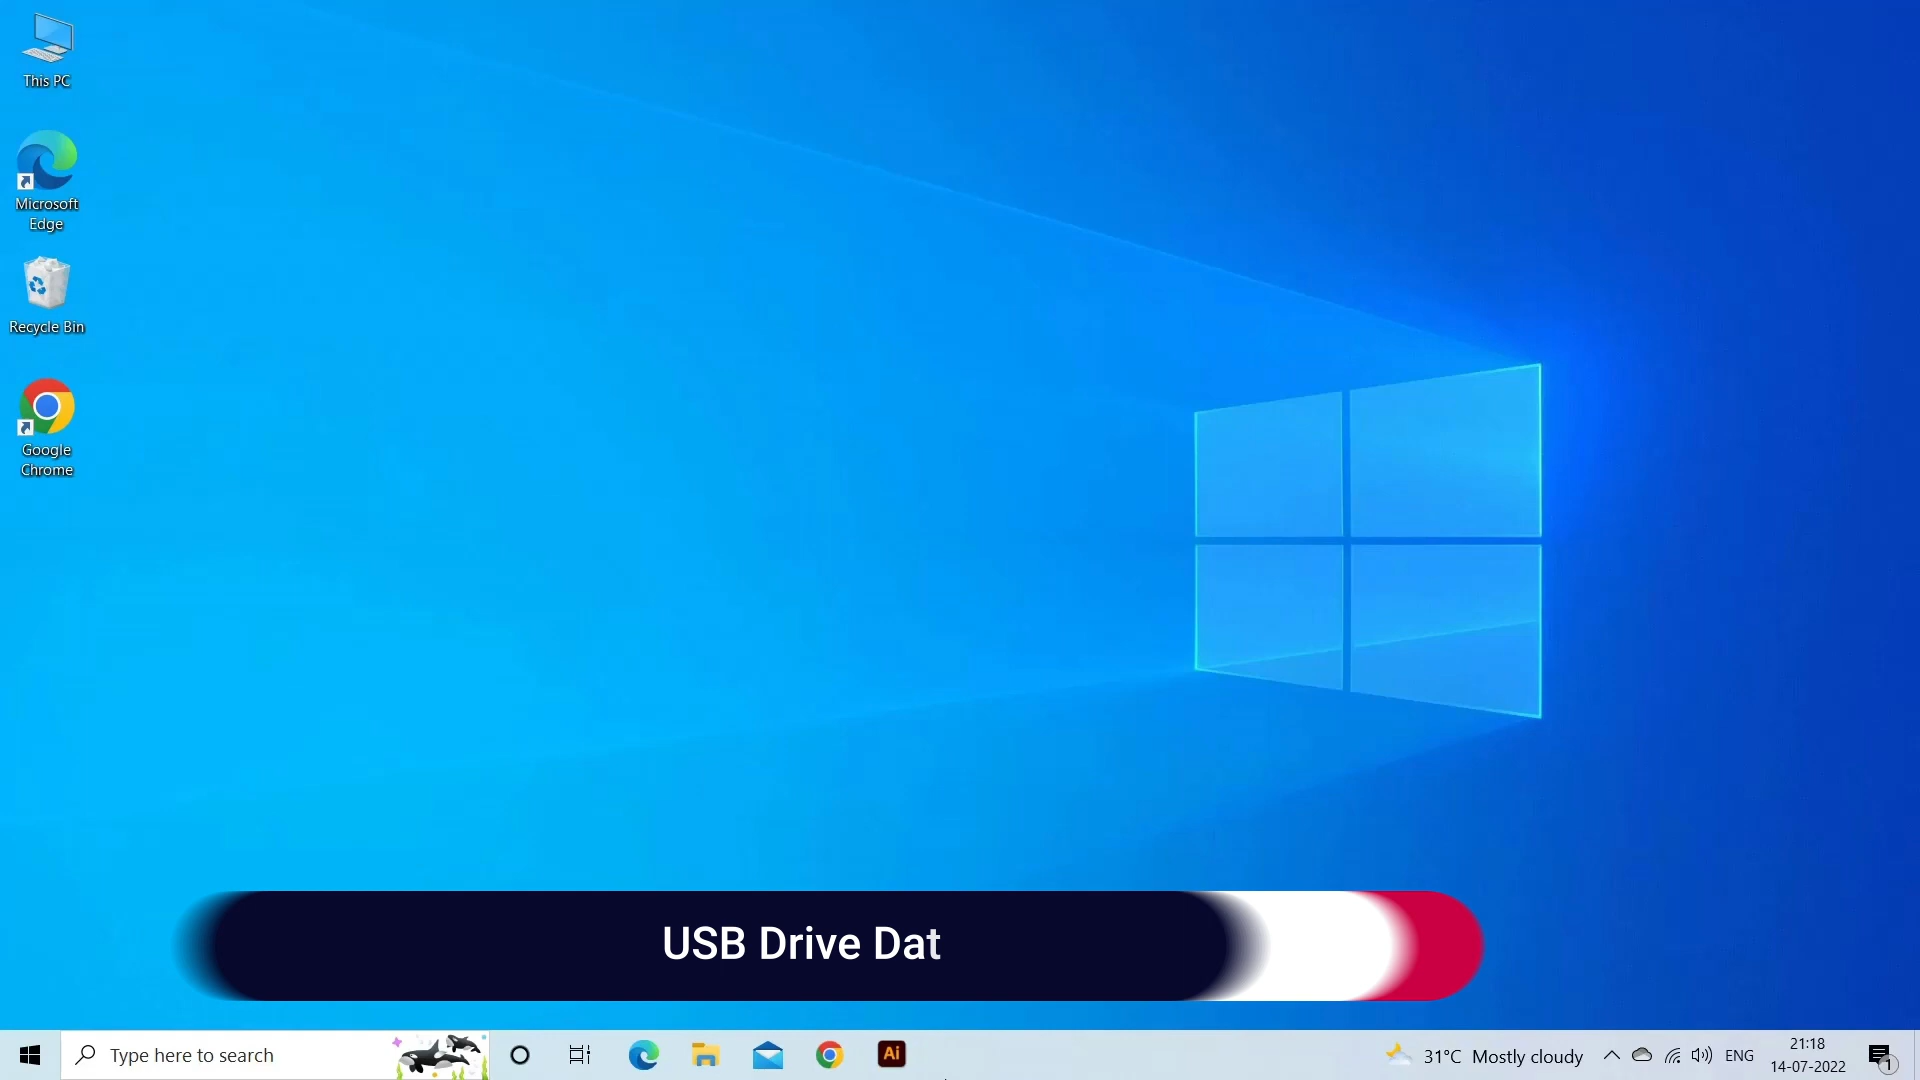 This PC
Microsoft
Edge
Recycle Bin
Google
Chrome
USB Drive Dat
Type here to search
Ai
31°C Mostly cloudy
ENG
21:18
14-07-2022
1